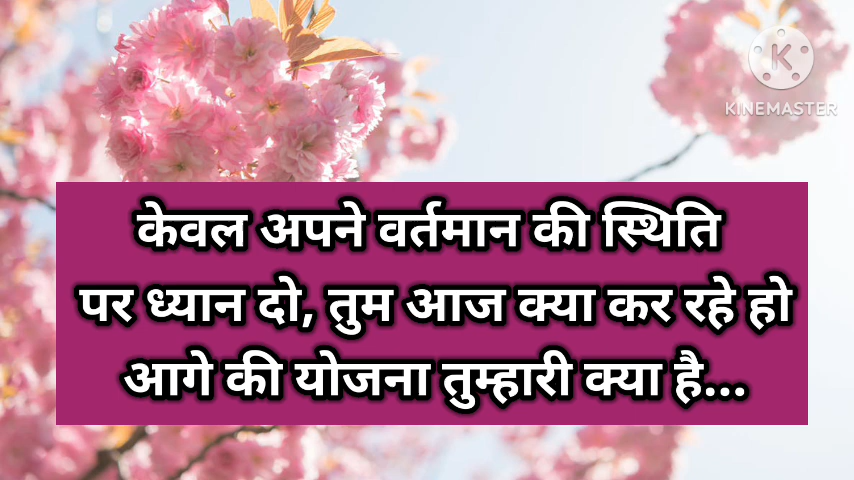 KINEMASTER
केवल अपने वर्तमान की स्थिति
पर ध्यान दो, तुम आज क्या कर रहे हो
आगे की योजना तुम्हारी क्या है...